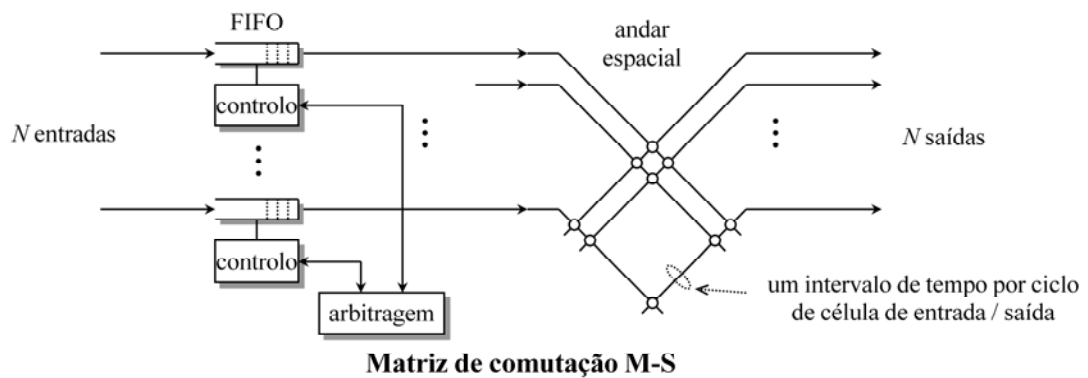 FIFO
andar
espacial
controlo
N entradas
N saídas
controlo
arbitragem
um intervalo de tempo por ciclo
de célula de entrada / saída
Matriz de comutação M-S